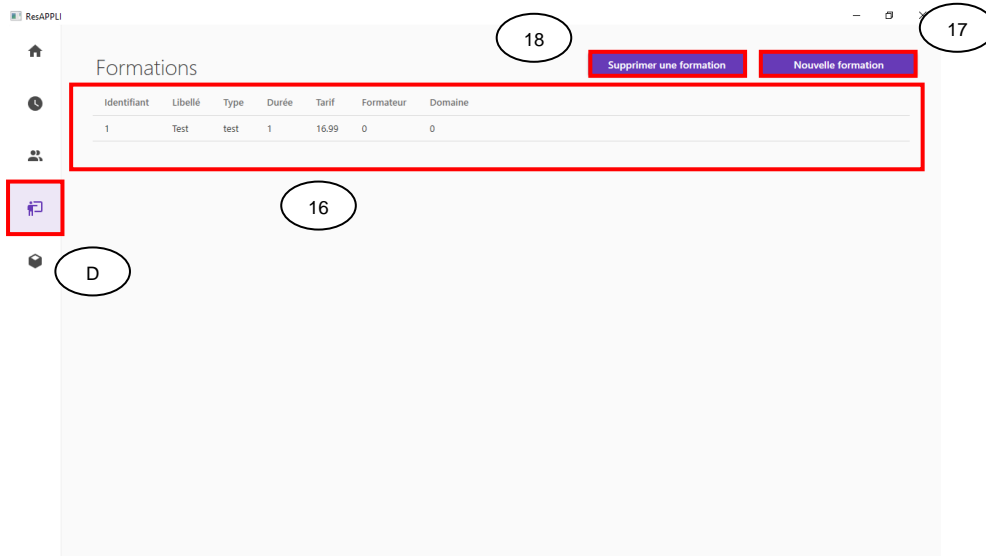 ResAPPLI
17
18
Formations
Supprimer une formation
Nouvelle formation
Identifiant Libellé Type Durée Tarif Formateur Domaine
1 Test test 1 16.99 0 0
16
D